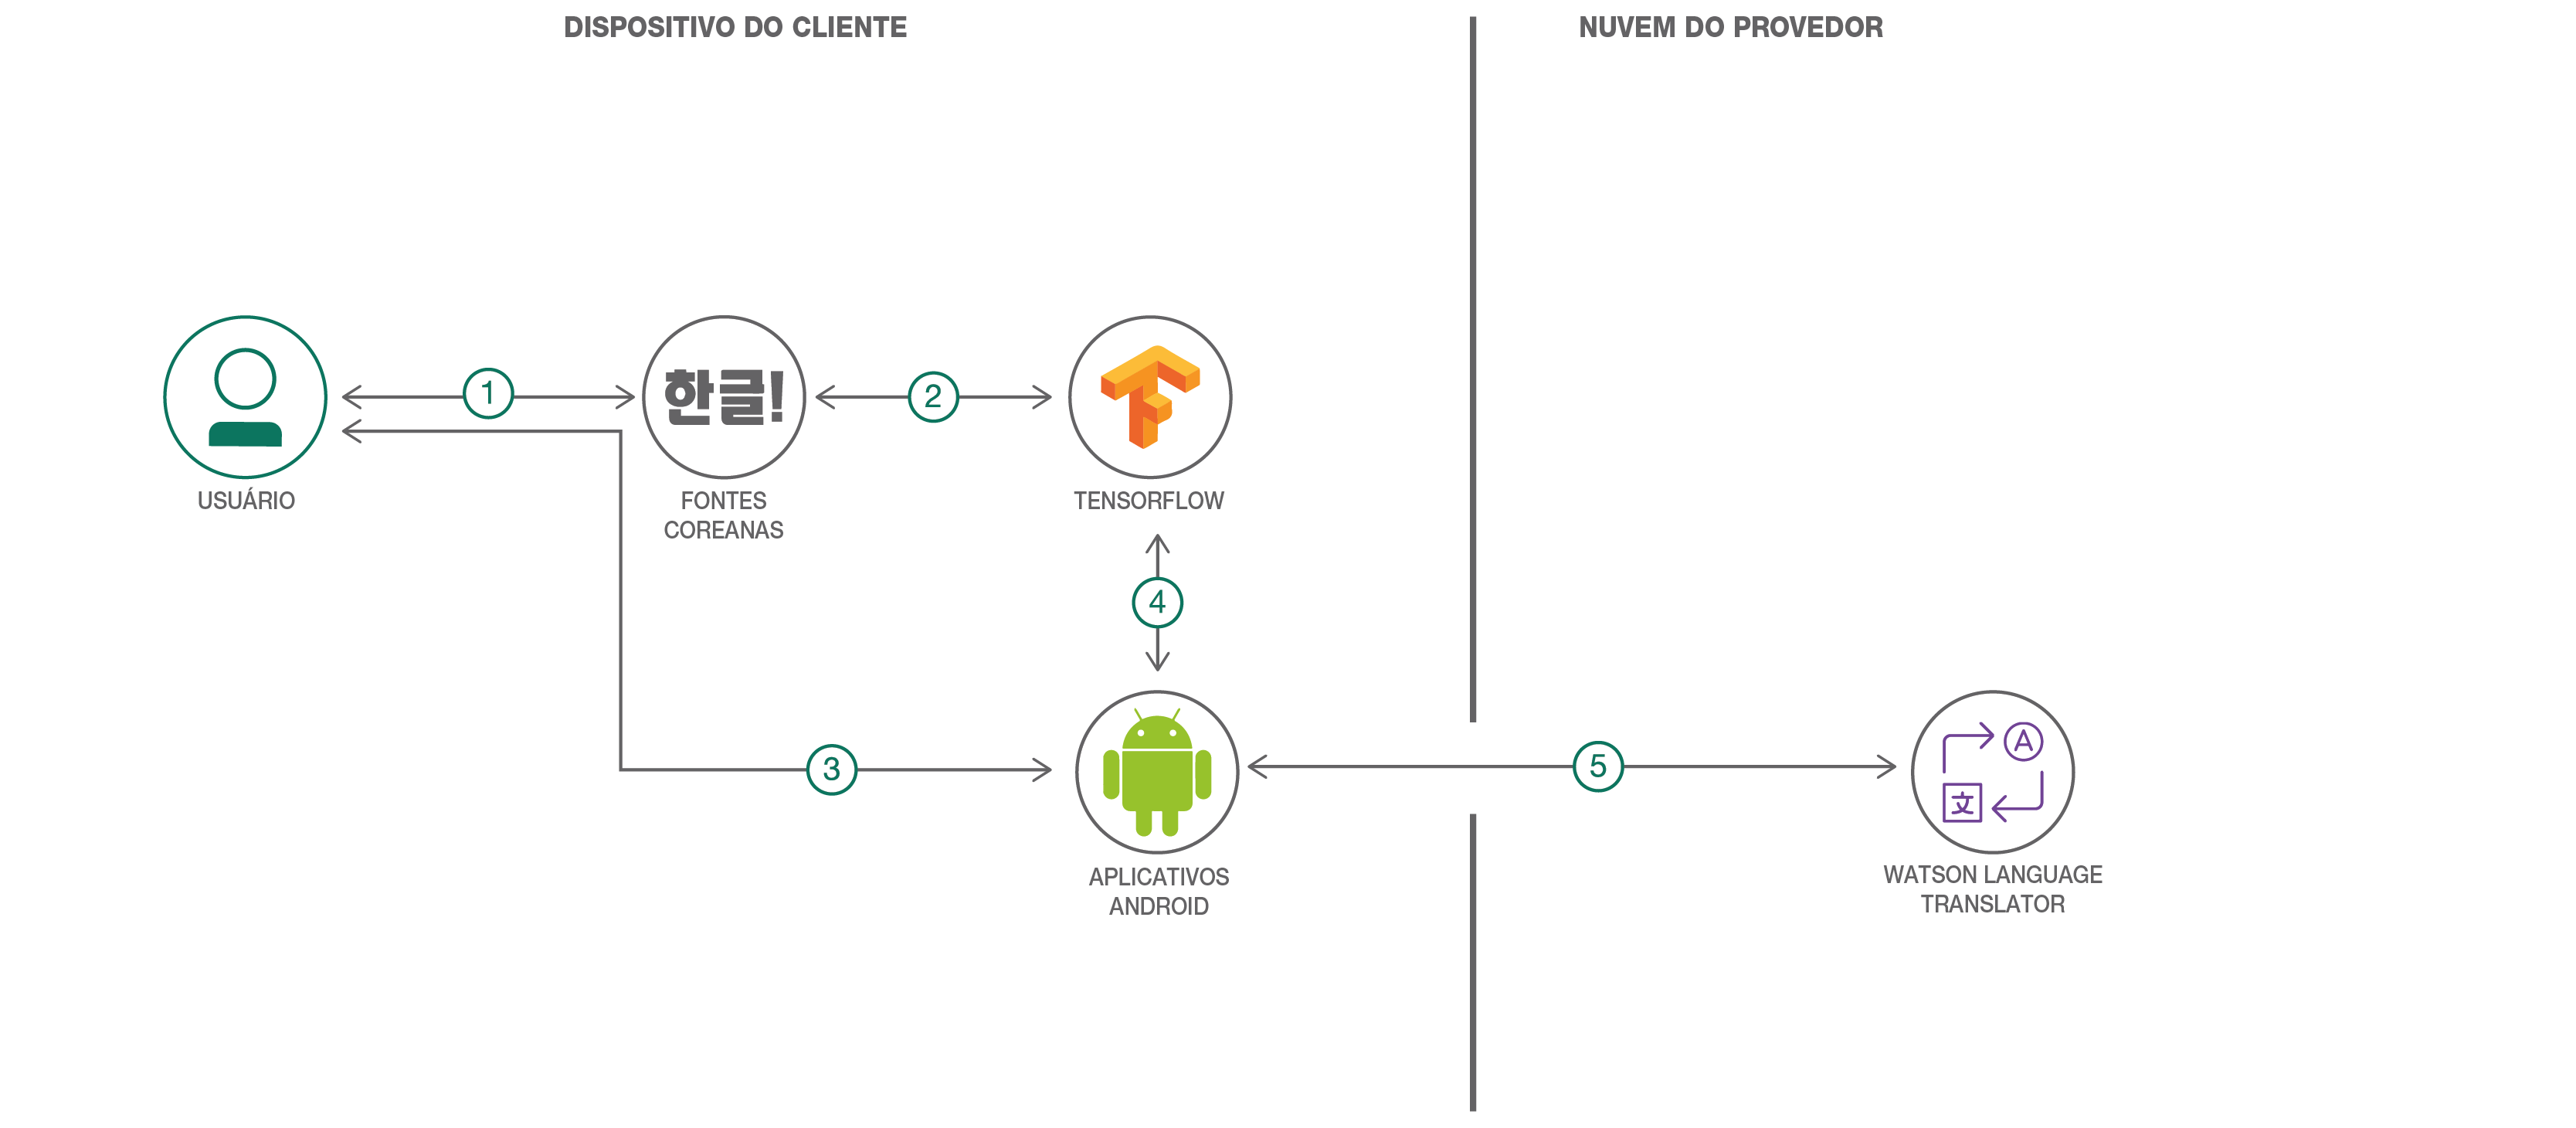 DISPOSITIVO DO CLIENTE
NUVEM DO PROVEDOR
1
한글!
2
USUÁRIO
FONTES
COREANAS
TENSORFLOW
4
3
5
A
文
APLICATIVOS
ANDROID
WATSON LANGUAGE
TRANSLATOR